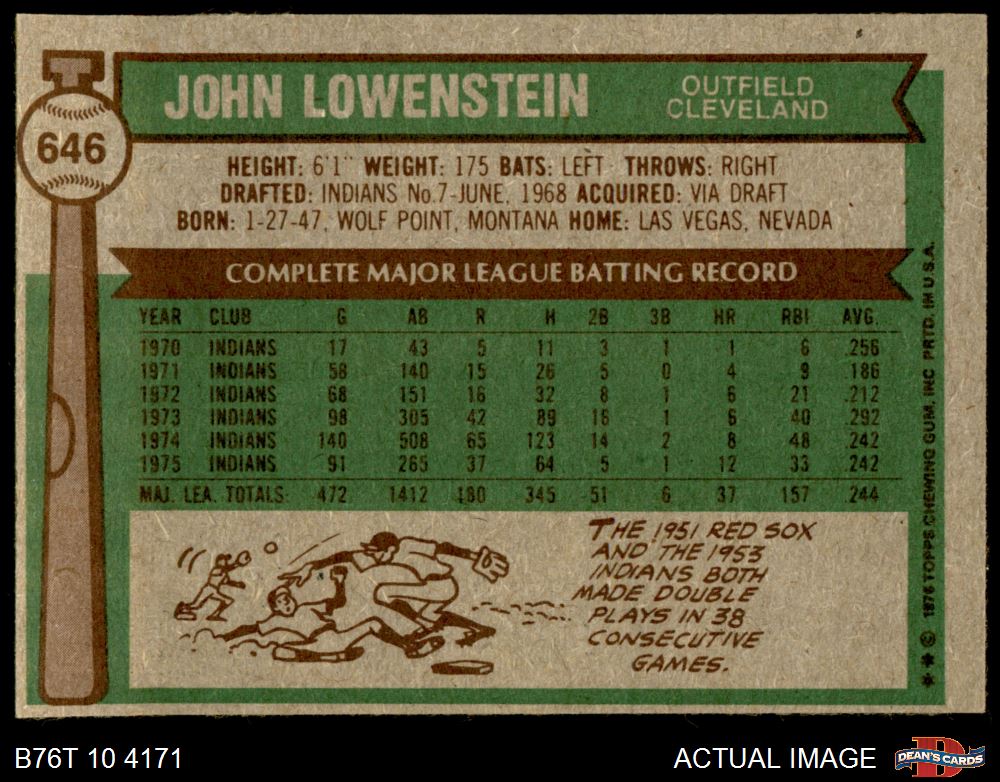 JOHN LOWENSTEIN
OUTFIELD
CLEVELAND
646
HEIGHT: 6'1" WEIGHT: 175 BATS: LEFT THROWS: RIGHT
DRAFTED: INDIANS No.7-JUNE, 1968 ACQUIRED: VIA DRAFT
BORN: 1-27-47, WOLF POINT, MONTANA HOME: LAS VEGAS, NEVADA
COMPLETE MAJOR LEAGUE BATTING RECORD
YEAR CLUB G AB R H 2B 3B HR RBI AVG.
1970 INDIANS 17 43 5 11 3 1 1 6 .256
1971 INDIANS 58 140 15 26 5 0 4 9 .186
1972 INDIANS 68 151 16 32 8 1 6 21 .212
1973 INDIANS 98 305 42 89 16 1 6 40 .292
1974 INDIANS 140 508 65 123 14 2 8 48 .242
1975 INDIANS 91 265 37 64 5 1 12 33 .242
MAJ. LEA. TOTALS 472 1412 180 345 51 6 37 157 .244
THE 1951 RED SOX
AND THE 1953
INDIANS BOTH
MADE DOUBLE
PLAYS IN 38
CONSECUTIVE
GAMES.
** © 1976 TOPPS CHEWING GUM, INC PRTD. IN U.S.A.
B76T 10 4171
ACTUAL IMAGE
D
DEAN'S CARDS